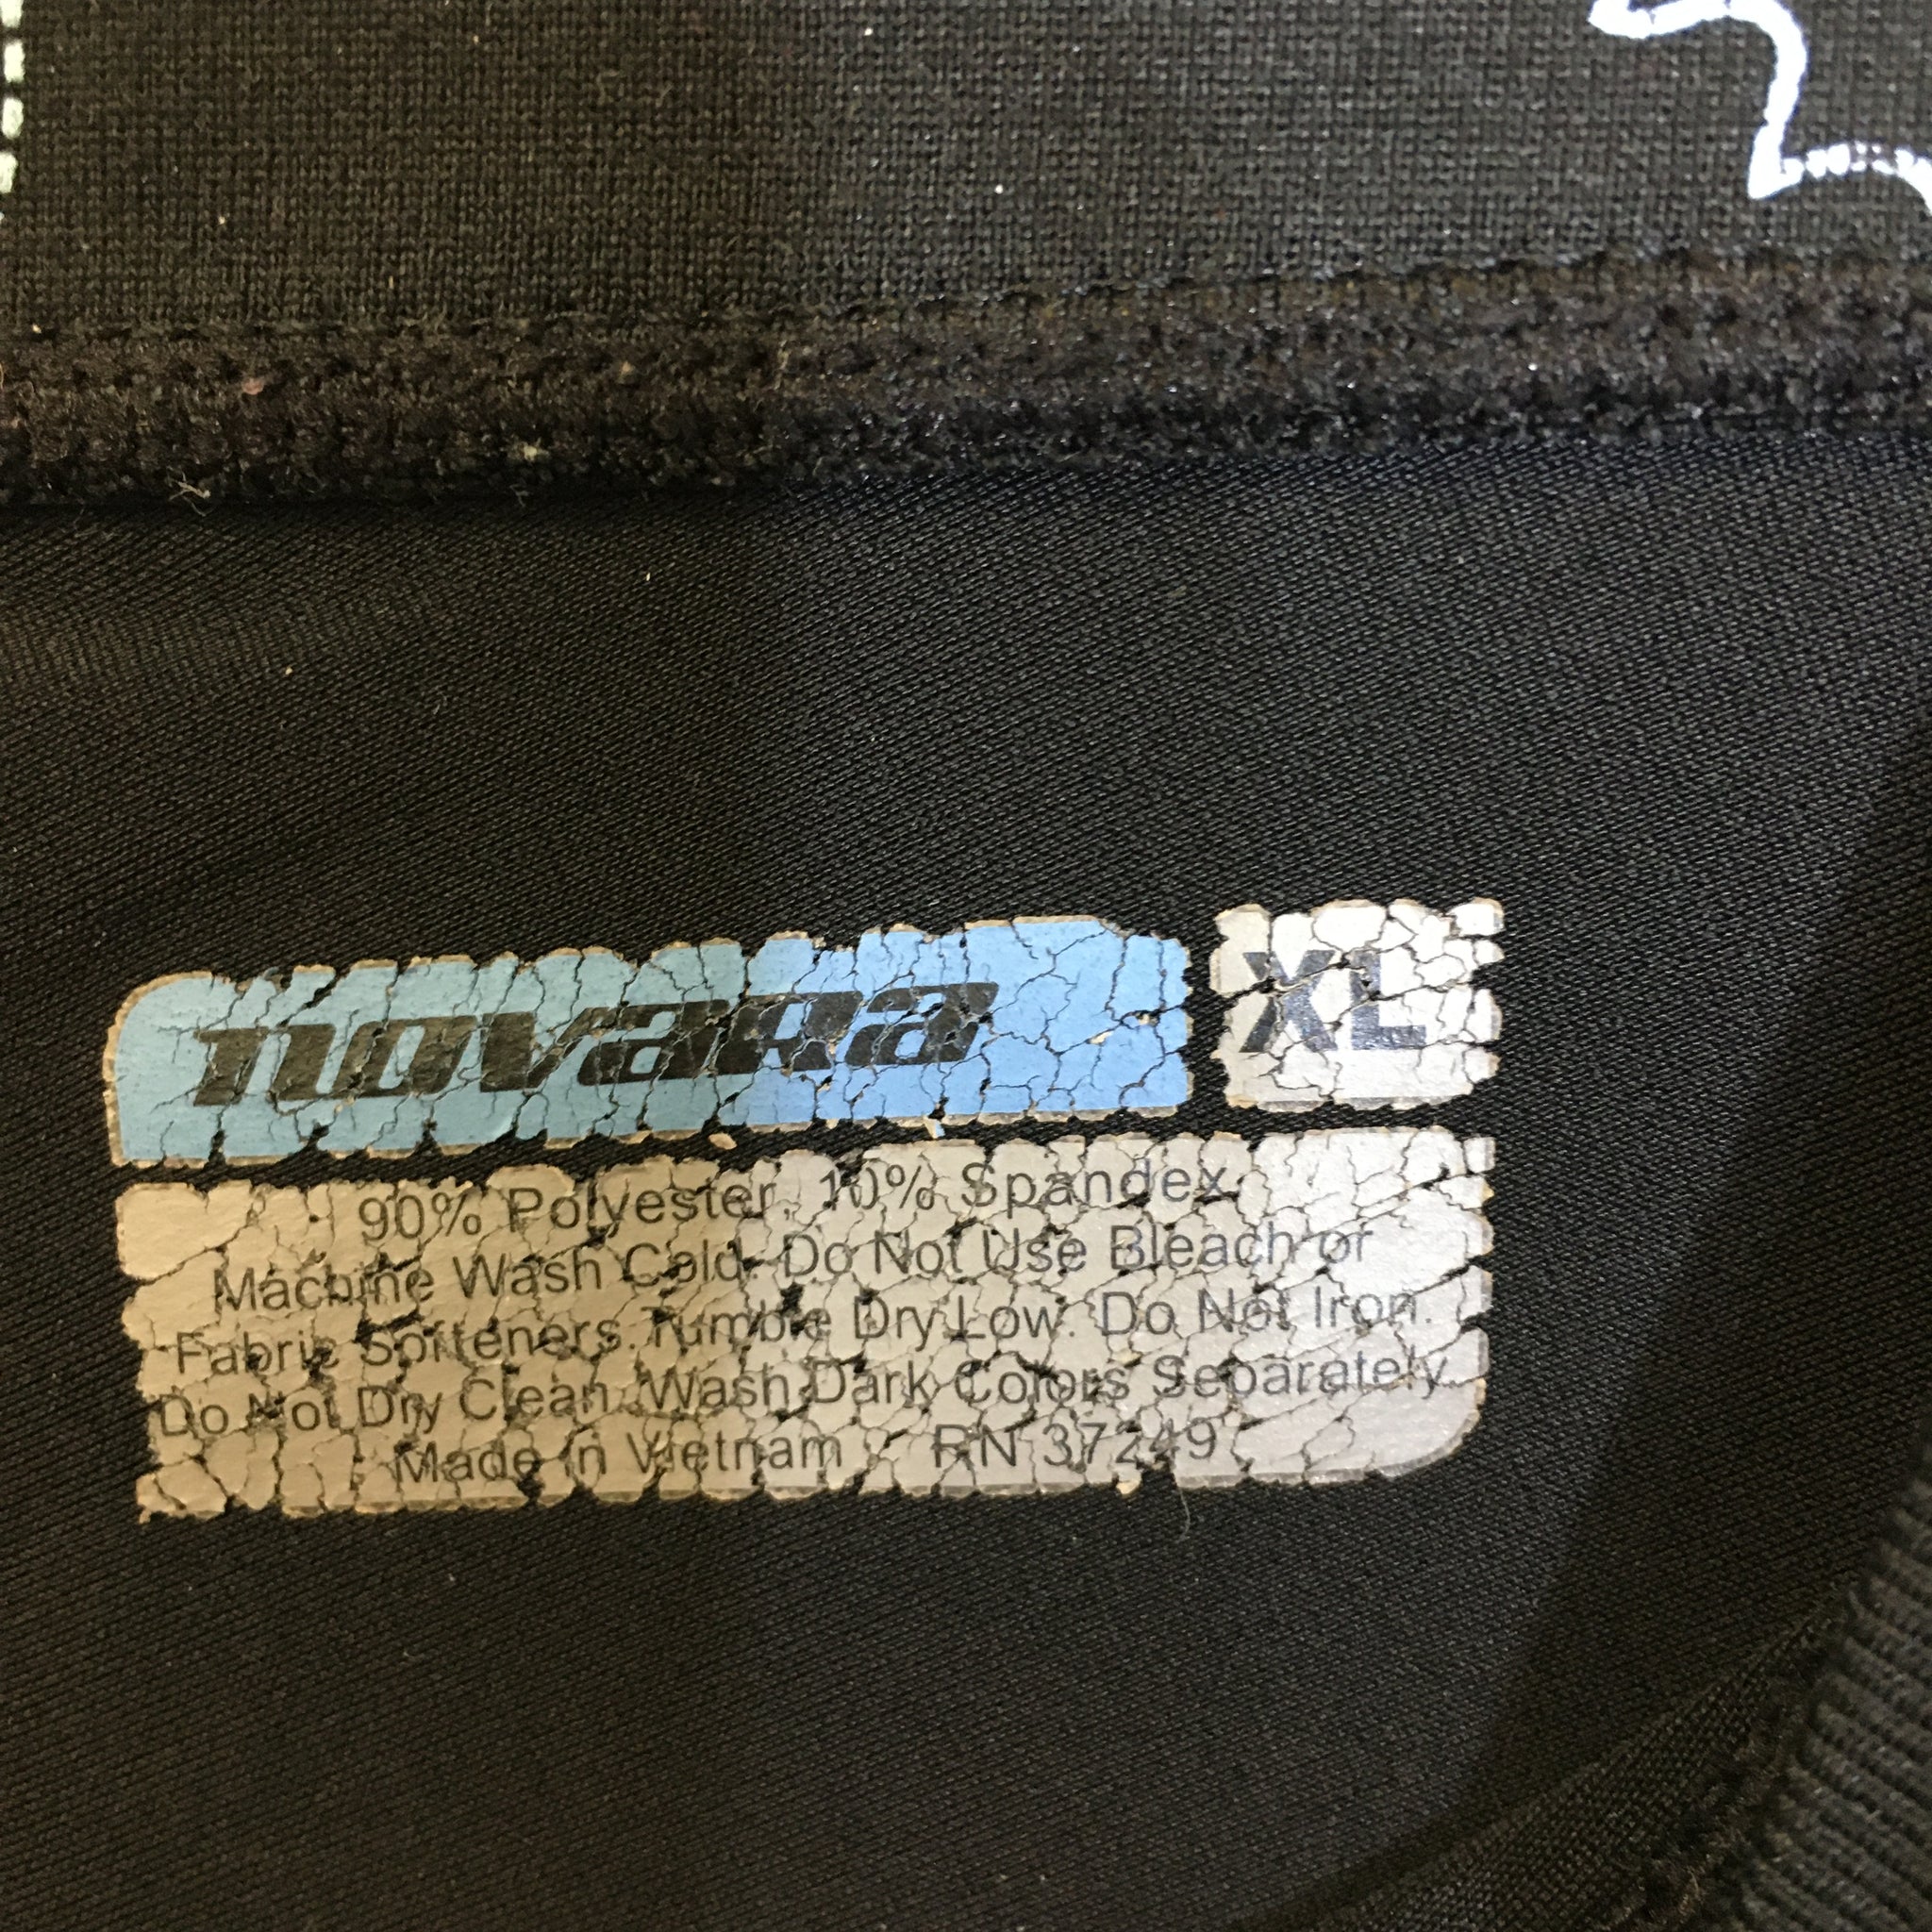 novara XL
90% Polyester, 10% Spandex
Machine Wash Cold. Do Not Use Bleach or
Fabric Softeners. Tumble Dry Low. Do Not Iron.
Do Not Dry Clean. Wash Dark Colors Separately.
Made in Vietnam RN 37249